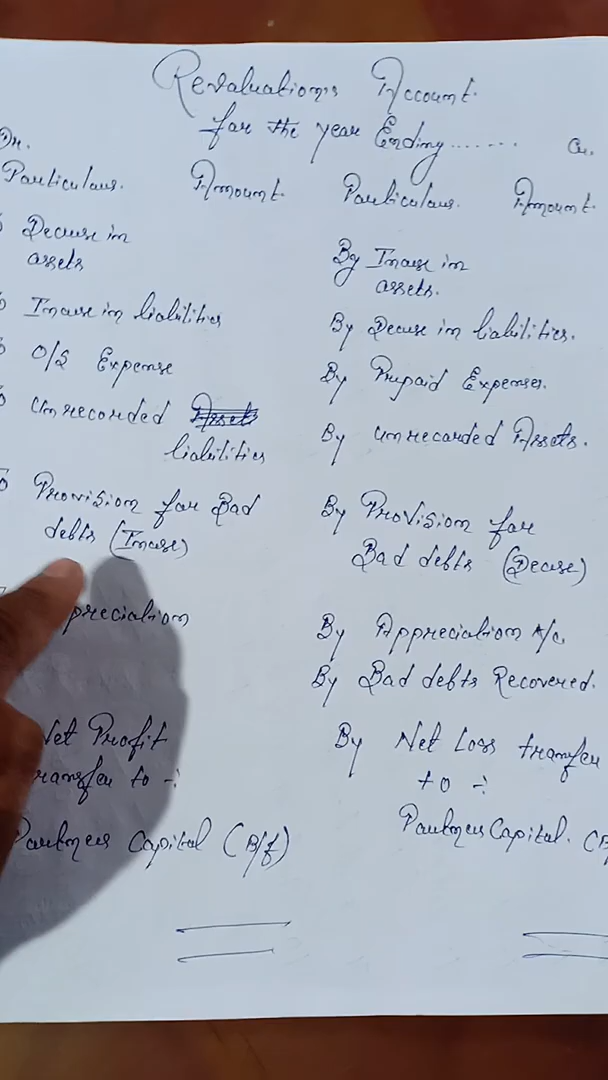 Revaluation's Account.
for the year Ending.......
Dr.
Cr.
Particulars. Amount. Particulars. Amount.
Decrease in
assets
Increase in liabilities
O/S Expense
Unrecorded
liabilities
Provision for Bad
debts (Increase)
preciation
Net Profit
ransfer to -:
Partners Capital (B/f)
By Increase in
assets.
By Decrease in liabilities.
By Prepaid Expenses.
By Unrecorded Assets.
By Provision for
Bad debts (Decrease)
By Appreciation A/c
By Bad debts Recovered.
By Net Loss transfer
to -:
Partners Capital. (B